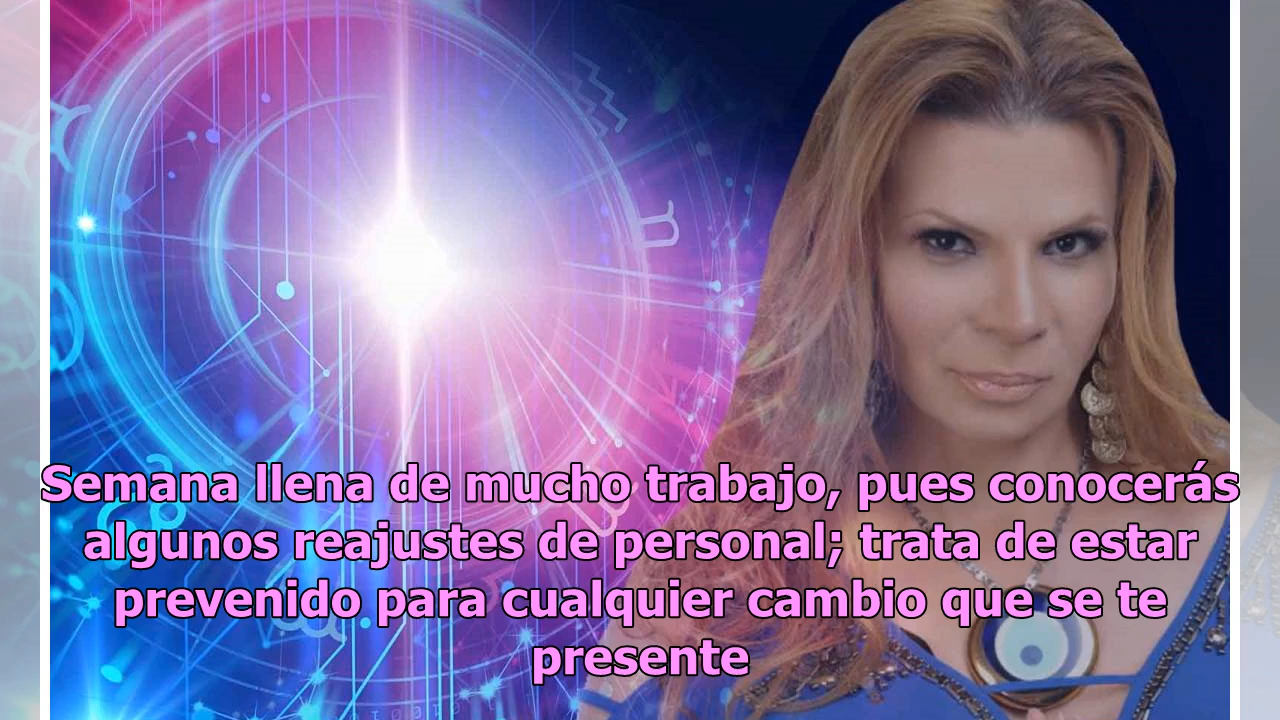 Semana llena de mucho trabajo, pues conocerás
algunos reajustes de personal; trata de estar
prevenido para cualquier cambio que se te
presente